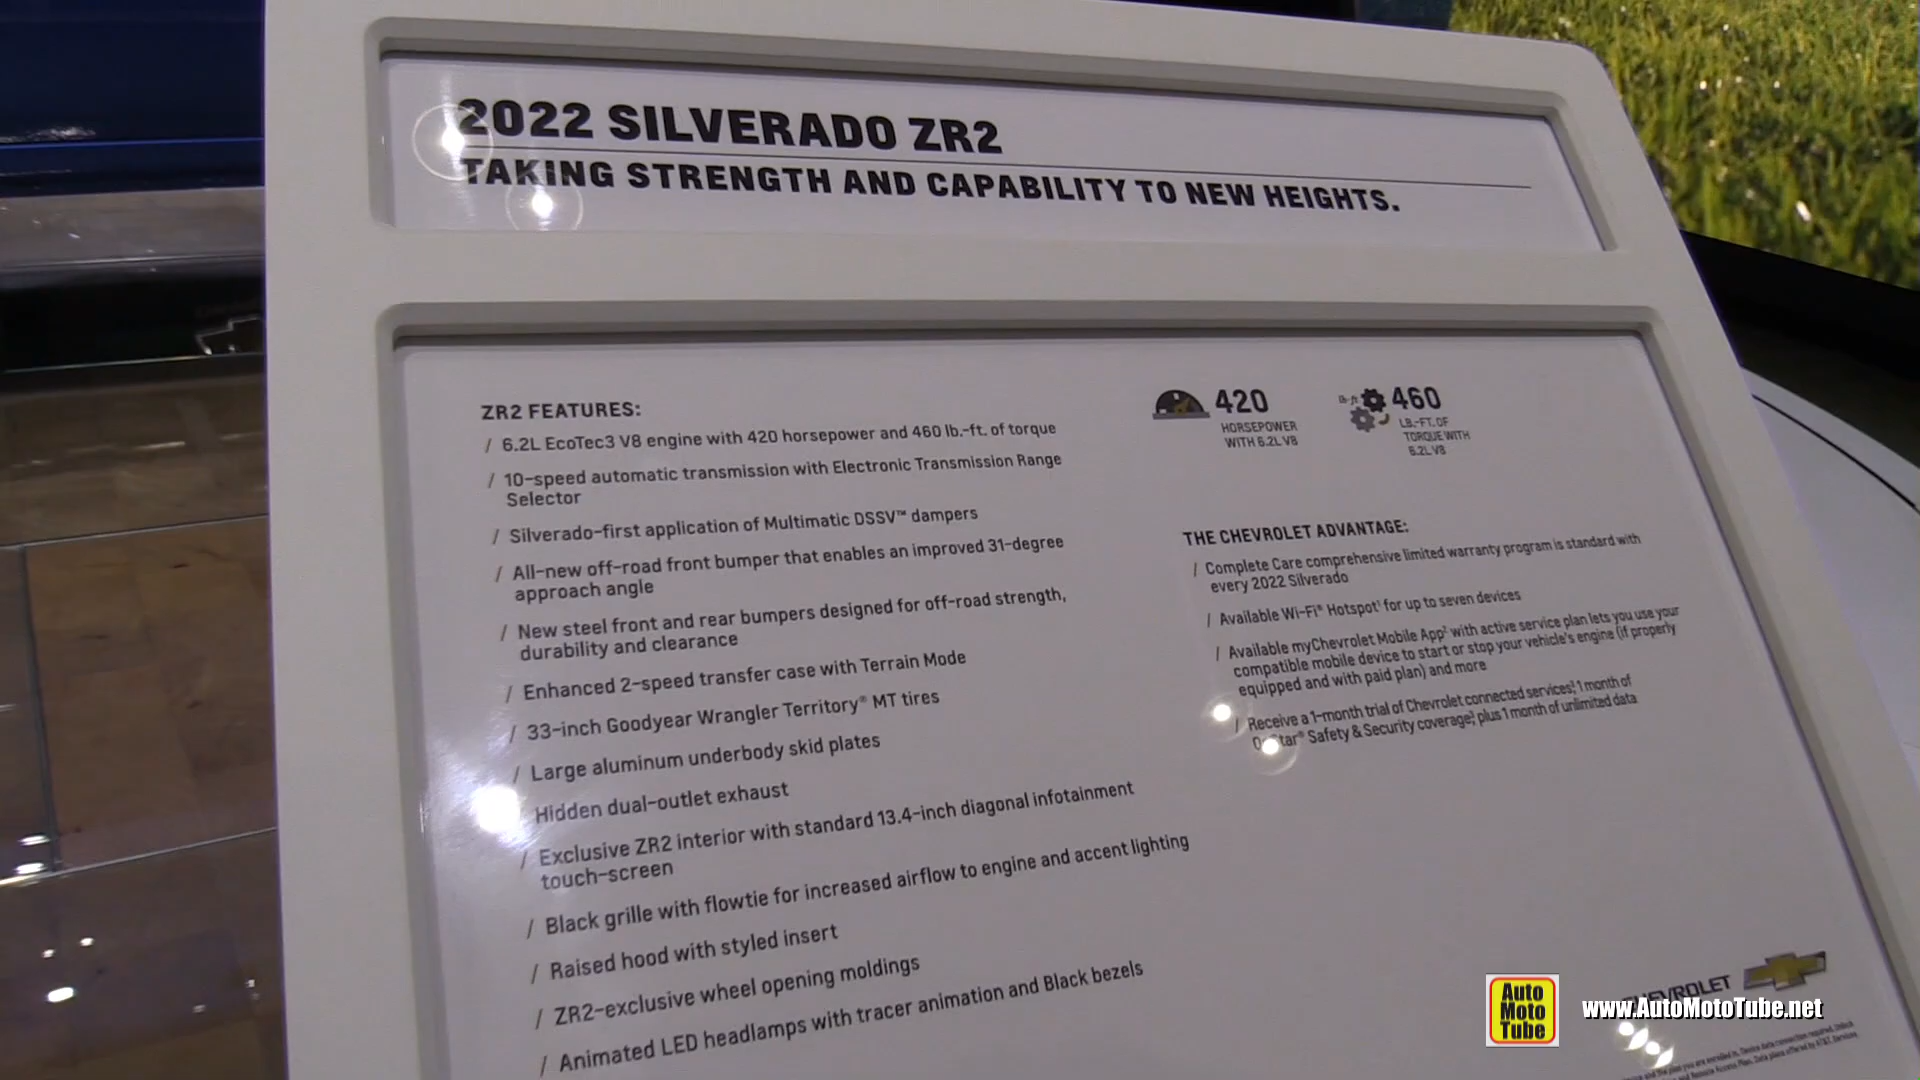 2022 SILVERADO ZR2
TAKING STRENGTH AND CAPABILITY TO NEW HEIGHTS.
ZR2 FEATURES:
/ 6.2L EcoTec3 V8 engine with 420 horsepower and 460 lb.-ft. of torque
/ 10-speed automatic transmission with Electronic Transmission Range
Selector
/ Silverado-first application of Multimatic DSSV™ dampers
/ All-new off-road front bumper that enables an improved 31-degree
approach angle
/ New steel front and rear bumpers designed for off-road strength,
durability and clearance
/ Enhanced 2-speed transfer case with Terrain Mode
/ 33-inch Goodyear Wrangler Territory® MT tires
/ Large aluminum underbody skid plates
Hidden dual-outlet exhaust
/ Exclusive ZR2 interior with standard 13.4-inch diagonal infotainment
touch-screen
/ Black grille with flowtie for increased airflow to engine and accent lighting
/ Raised hood with styled insert
/ ZR2-exclusive wheel opening moldings
/ Animated LED headlamps with tracer animation and Black bezels
420
HORSEPOWER
WITH 6.2L V8
lb-ft 460
LB.-FT. OF
TORQUE WITH
6.2L V8
THE CHEVROLET ADVANTAGE:
/ Complete Care comprehensive limited warranty program is standard with
every 2022 Silverado
/ Available Wi-Fi® Hotspot¹ for up to seven devices
/ Available myChevrolet Mobile App² with active service plan lets you use your
compatible mobile device to start or stop your vehicle's engine (if properly
equipped and with paid plan) and more
/ Receive a 1-month trial of Chevrolet connected services,³ 1 month of
OnStar® Safety & Security coverage,³ plus 1 month of unlimited data
CHEVROLET
Auto
Moto
Tube
www.AutoMotoTube.net